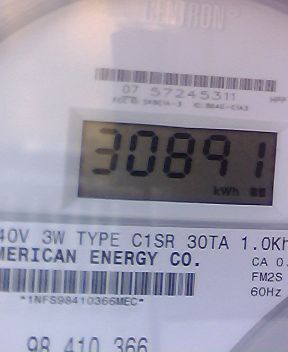 CENTRON
07 57245311
30891
kWh
40V 3W TYPE C1SR 30TA 1.0Kh
MERICAN ENERGY CO.
CA 0.
FM2S
60Hz
*1NFS98410366MEC*
98 410 366